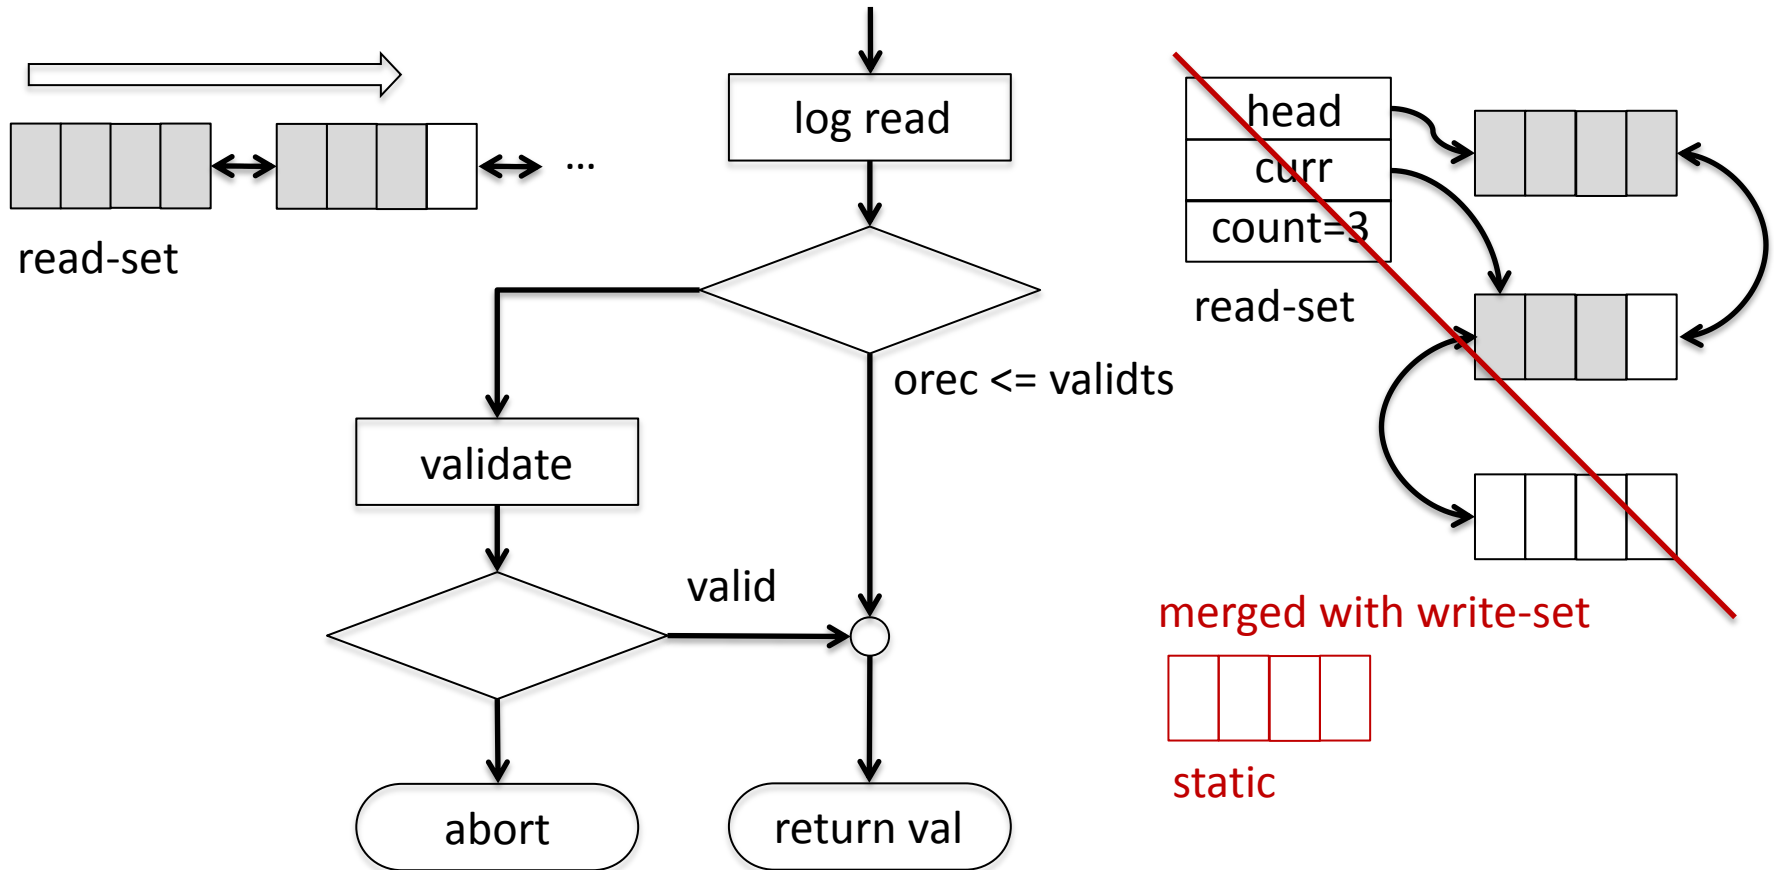 ...
read-set
log read
orec <= validts
validate
valid
abort
return val
head
curr
count=3
read-set
merged with write-set
static